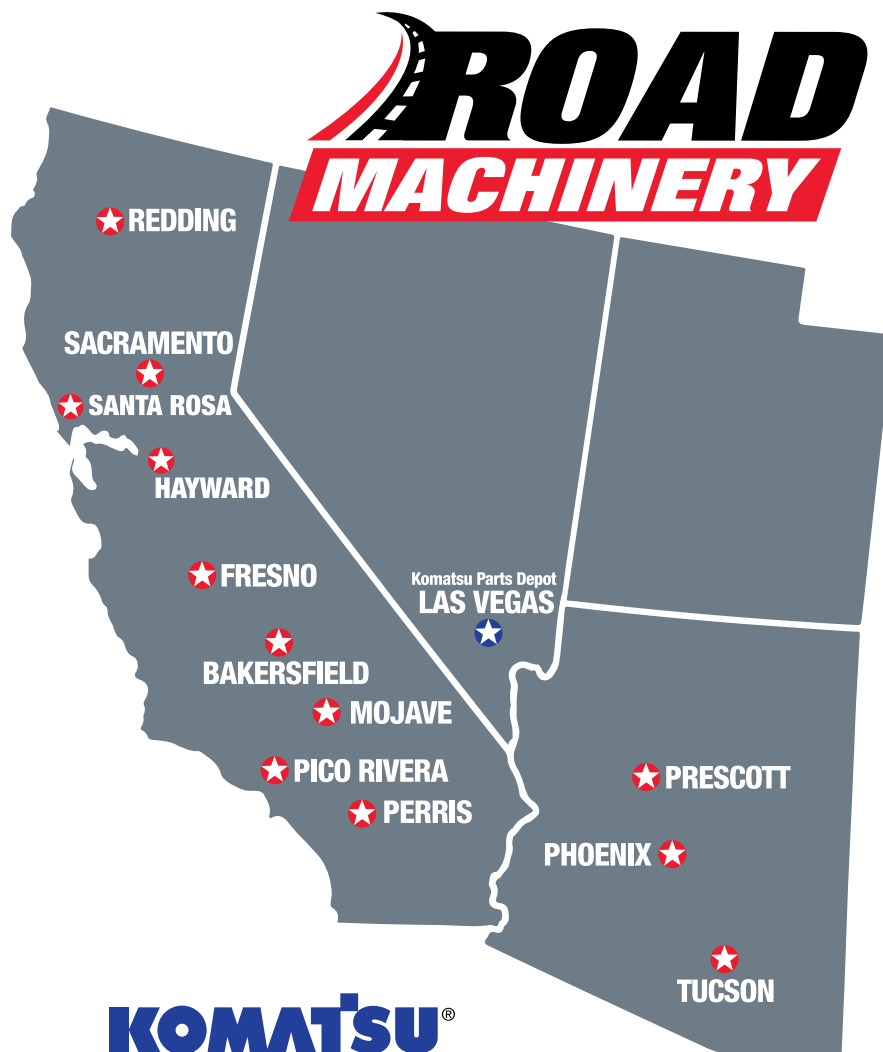 ROAD
MACHINERY
REDDING
SACRAMENTO
SANTA ROSA
HAYWARD
FRESNO
Komatsu Parts Depot
LAS VEGAS
BAKERSFIELD
MOJAVE
PICO RIVERA
PRESCOTT
PERRIS
PHOENIX
TUCSON
KOMATSU®